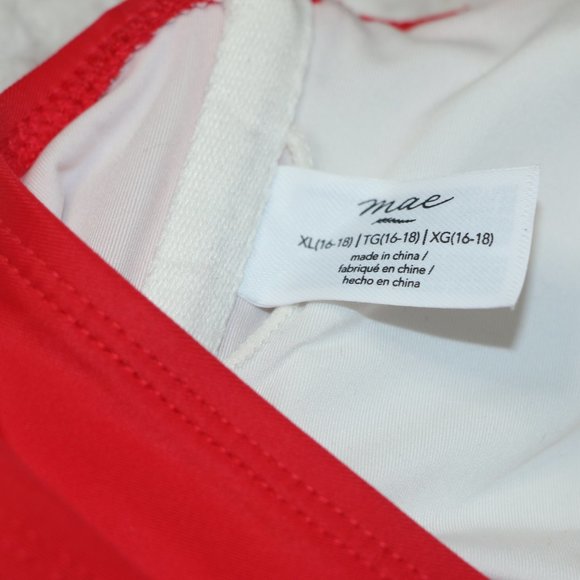 mae
XL(16-18) | TG(16-18) | XG(16-18)
made in china /
fabriqué en chine /
hecho en china